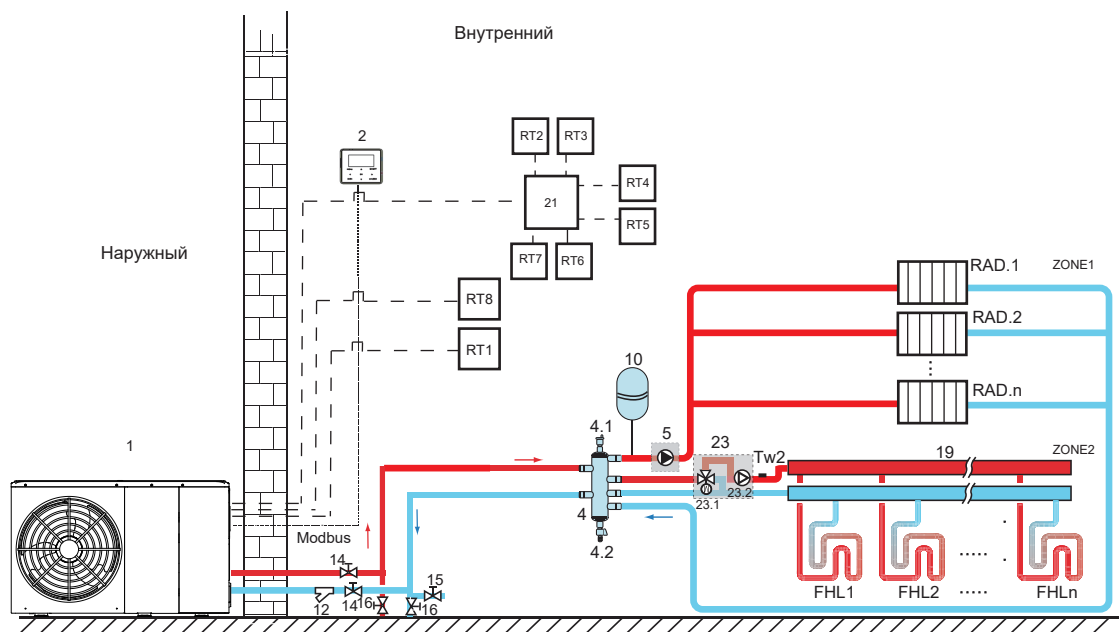 Внутренний
2
RT2
RT3
RT4
21
RT5
RT7
RT6
Наружный
RT8
RT1
RAD.1
ZONE1
RAD.2
RAD.n
10
4.1
5
23
Tw2
19
ZONE2
1
23.1
23.2
4
4.2
Modbus
14
12
14
16
15
16
FHL1
FHL2
.....
FHLn